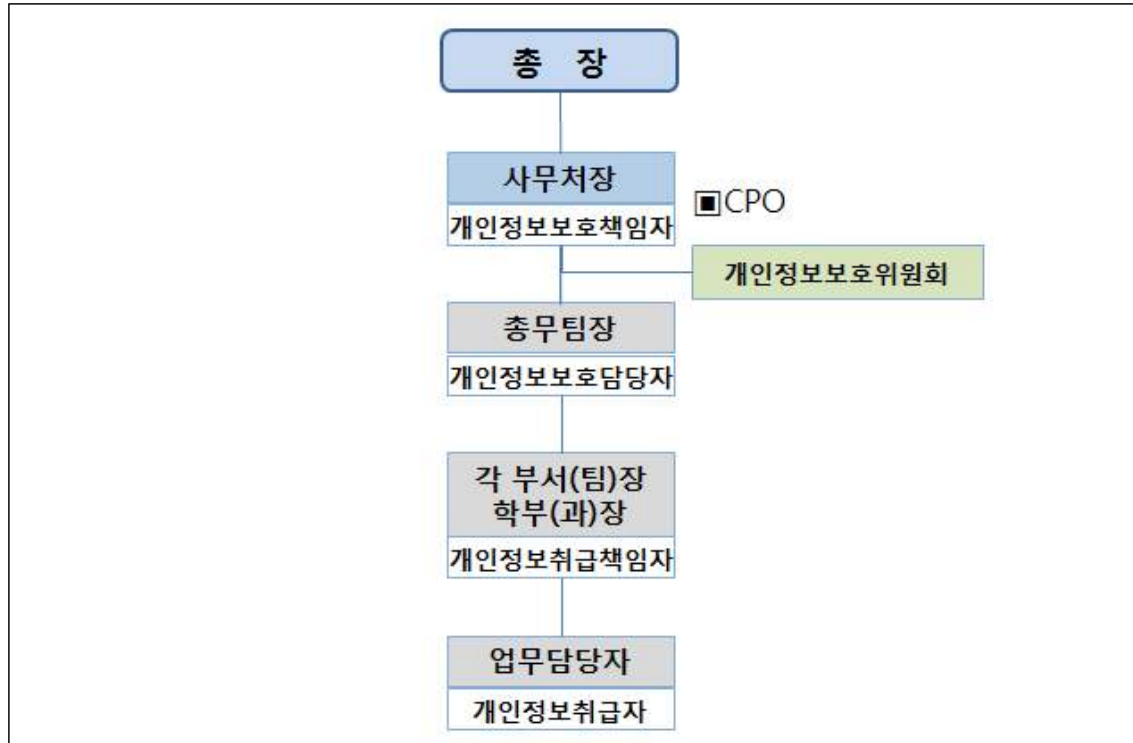 총 장
사무처장
개인정보보호책임자
▣CPO
개인정보보호위원회
총무팀장
개인정보보호담당자
각 부서(팀)장
학부(과)장
개인정보취급책임자
업무담당자
개인정보취급자